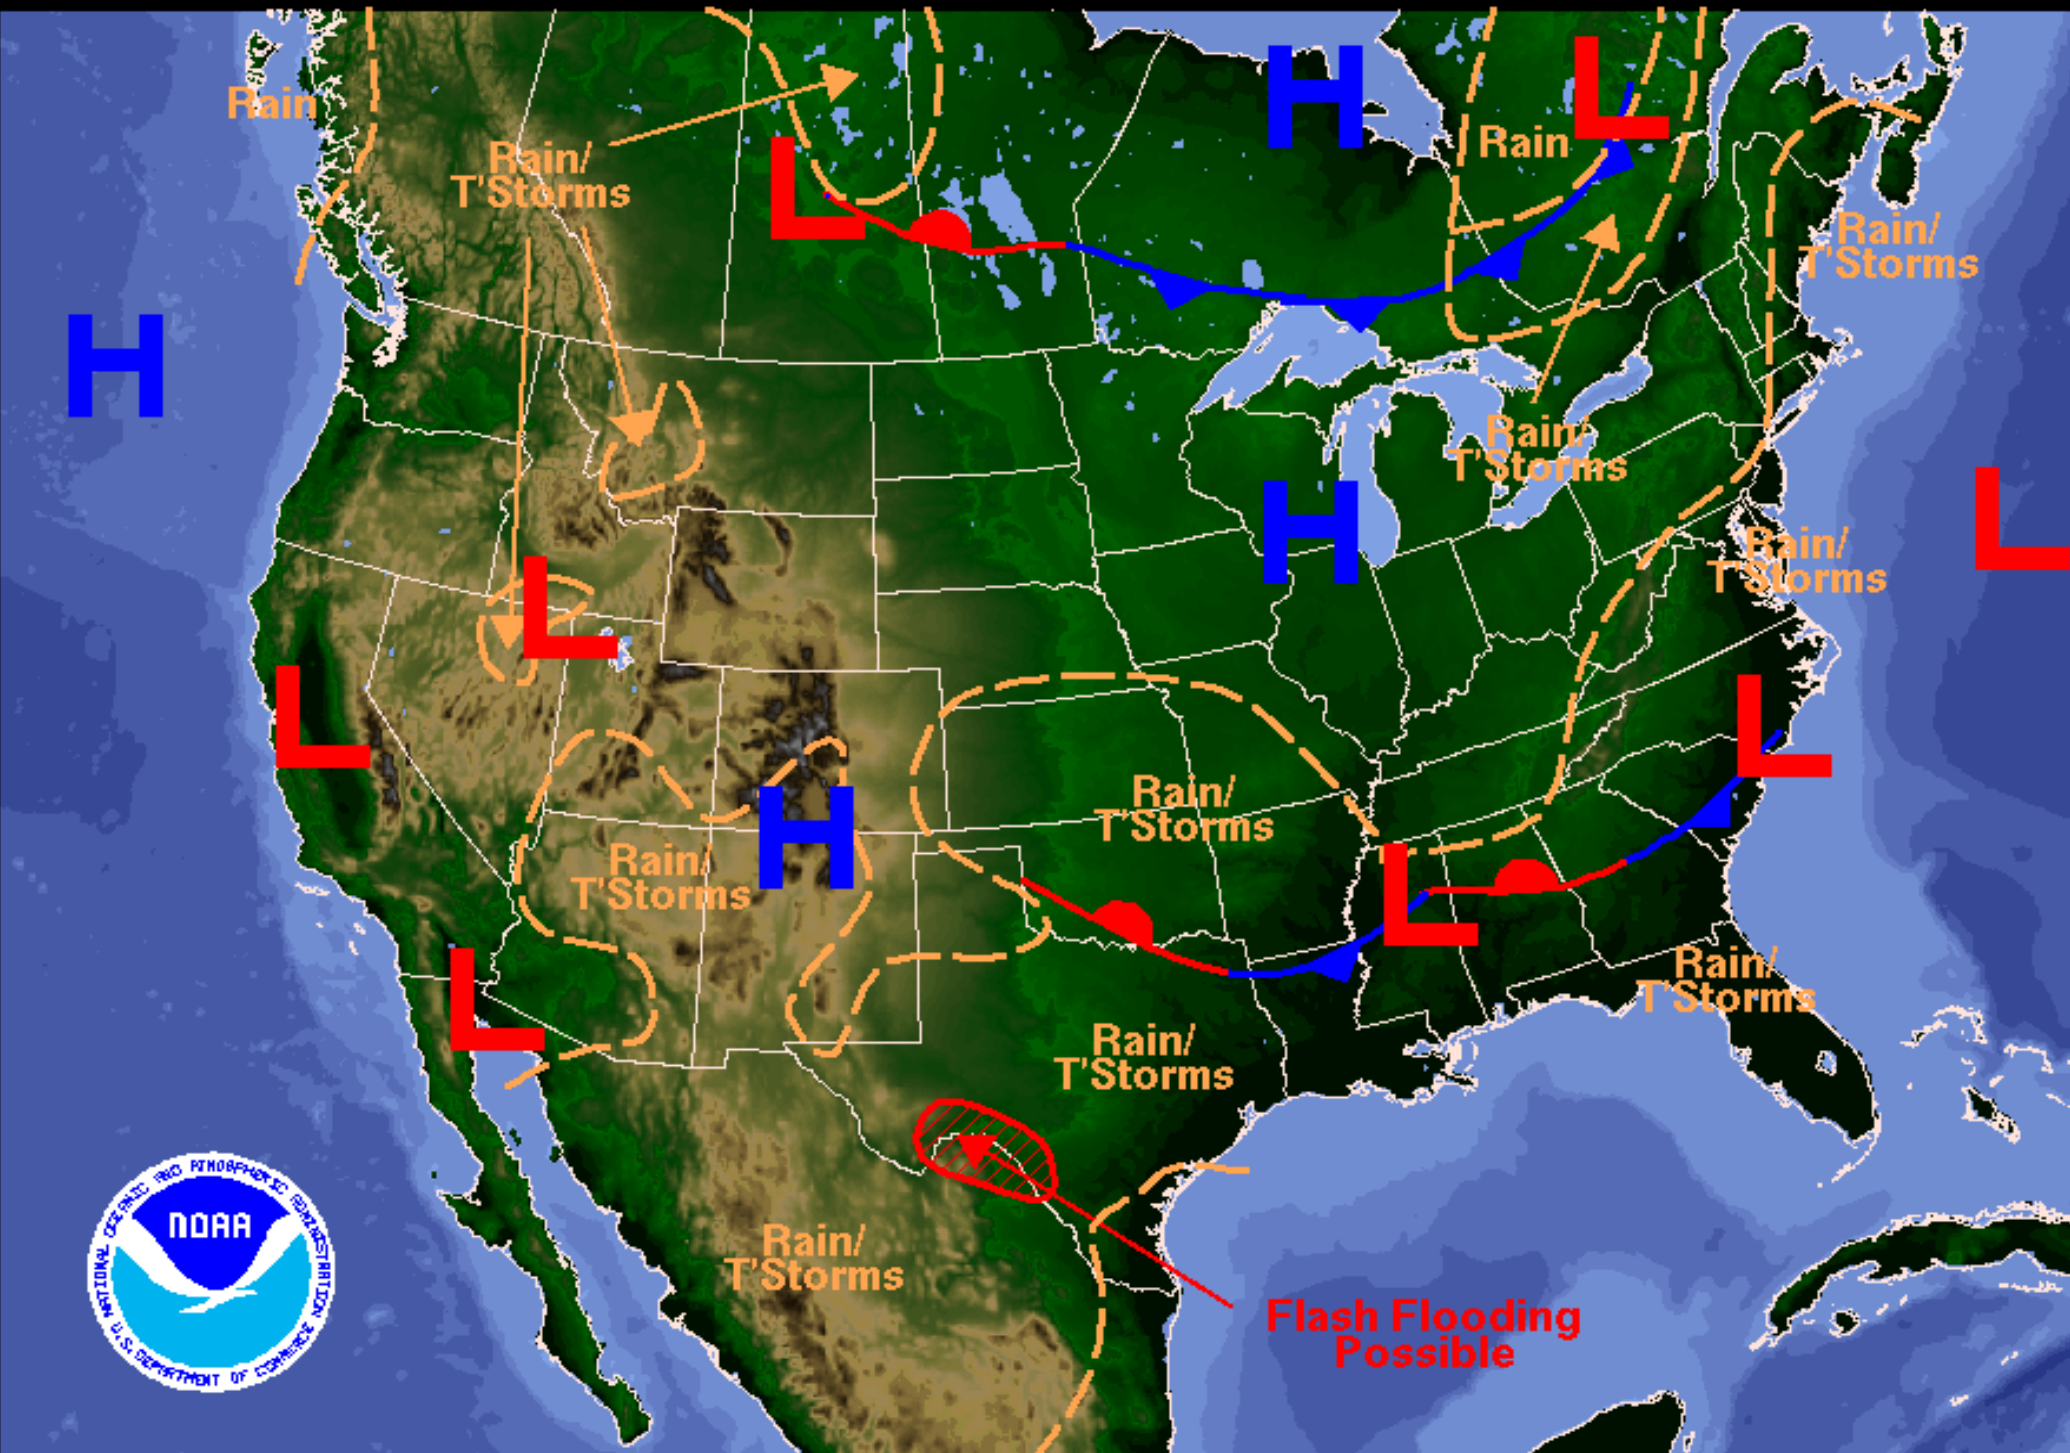 H
L
Rain
Rain
Rain/
T'Storms
L
Rain/
T'Storms
H
Rain/
T'Storms
H
L
Rain/
T'Storms
L
L
L
Rain/
T'Storms
H
Rain/
T'Storms
L
L
Rain/
T'Storms
Rain/
T'Storms
Rain/
T'Storms
Flash Flooding
Possible
NATIONAL OCEANIC AND ATMOSPHERIC ADMINISTRATION
NOAA
U.S. DEPARTMENT OF COMMERCE